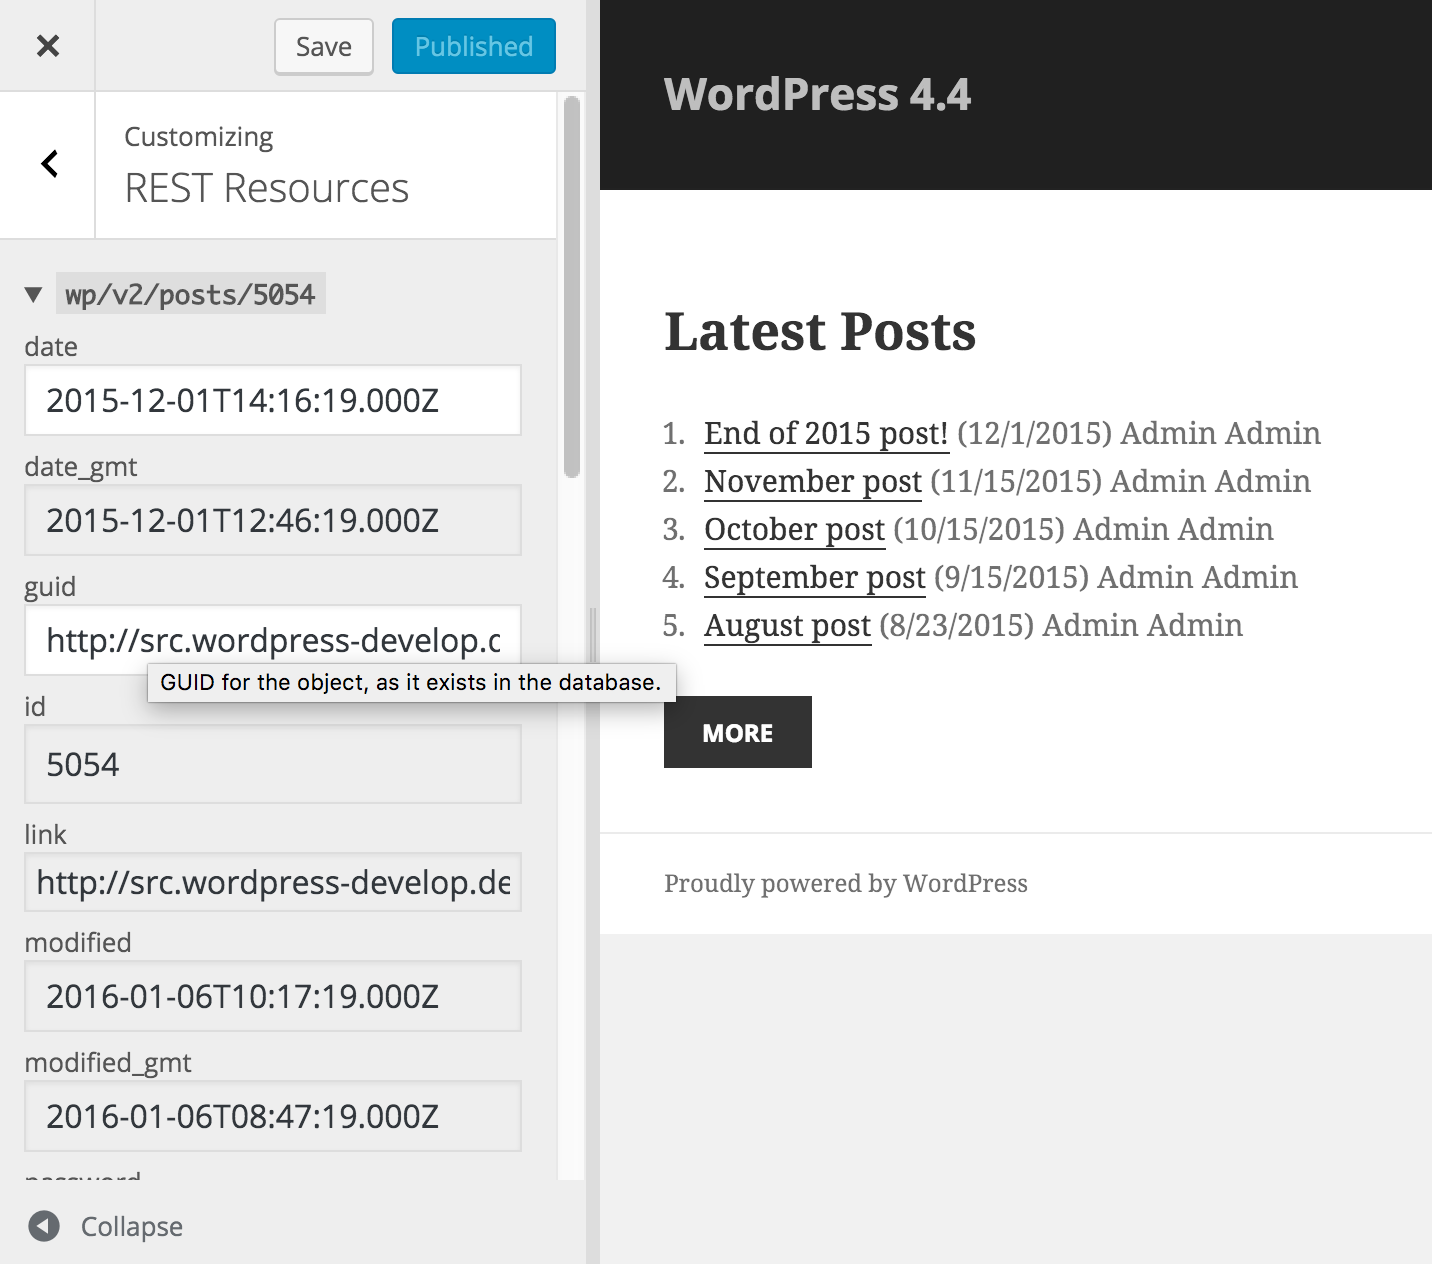 Save
Published
Customizing
REST Resources
wp/v2/posts/5054
date
2015-12-01T14:16:19.000Z
date_gmt
2015-12-01T12:46:19.000Z
guid
http://src.wordpress-develop.c
GUID for the object, as it exists in the database.
id
5054
link
http://src.wordpress-develop.de
modified
2016-01-06T10:17:19.000Z
modified_gmt
2016-01-06T08:47:19.000Z
password
Collapse
WordPress 4.4
Latest Posts
1. End of 2015 post! (12/1/2015) Admin Admin
2. November post (11/15/2015) Admin Admin
3. October post (10/15/2015) Admin Admin
4. September post (9/15/2015) Admin Admin
5. August post (8/23/2015) Admin Admin
MORE
Proudly powered by WordPress